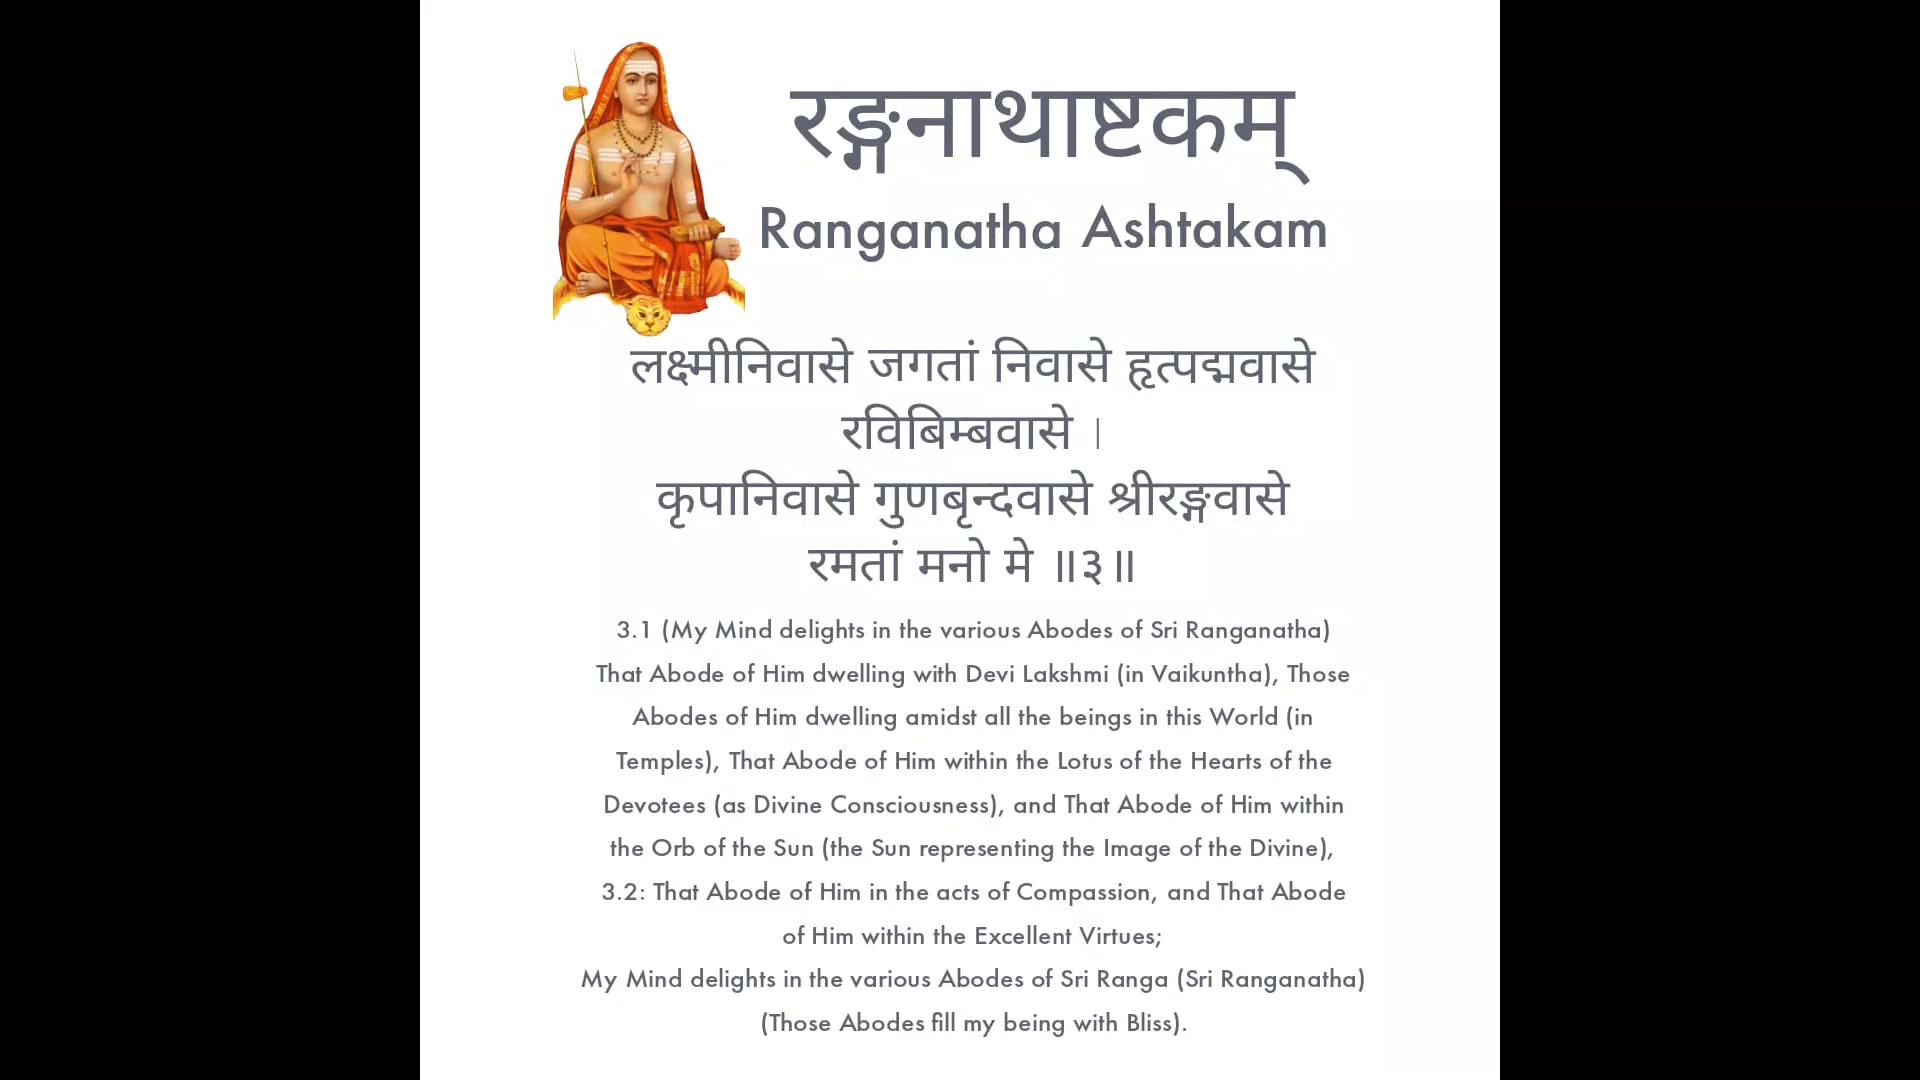 रङ्गनाथाष्टकम्
Ranganatha Ashtakam
लक्ष्मीनिवासे जगतां निवासे हृत्पद्मवासे
रविबिम्बवासे ।
कृपानिवासे गुणबृन्दवासे श्रीरङ्गवासे
रमतां मनो मे ॥३॥
3.1 (My Mind delights in the various Abodes of Sri Ranganatha)
That Abode of Him dwelling with Devi Lakshmi (in Vaikuntha), Those
Abodes of Him dwelling amidst all the beings in this World (in
Temples), That Abode of Him within the Lotus of the Hearts of the
Devotees (as Divine Consciousness), and That Abode of Him within
the Orb of the Sun (the Sun representing the Image of the Divine),
3.2: That Abode of Him in the acts of Compassion, and That Abode
of Him within the Excellent Virtues;
My Mind delights in the various Abodes of Sri Ranga (Sri Ranganatha)
(Those Abodes fill my being with Bliss).